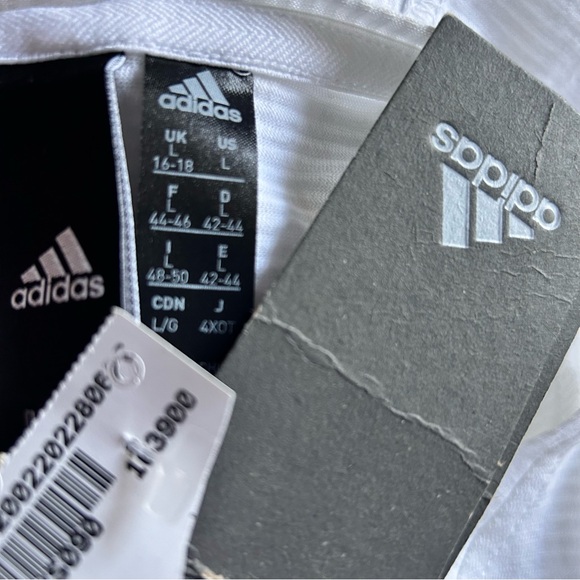 adidas
UK US
L L
16-18
F D
L L
44-46 42-44
I E
L L
48-50 42-44
CDN J
L/G 4XOT
adidas
adidas